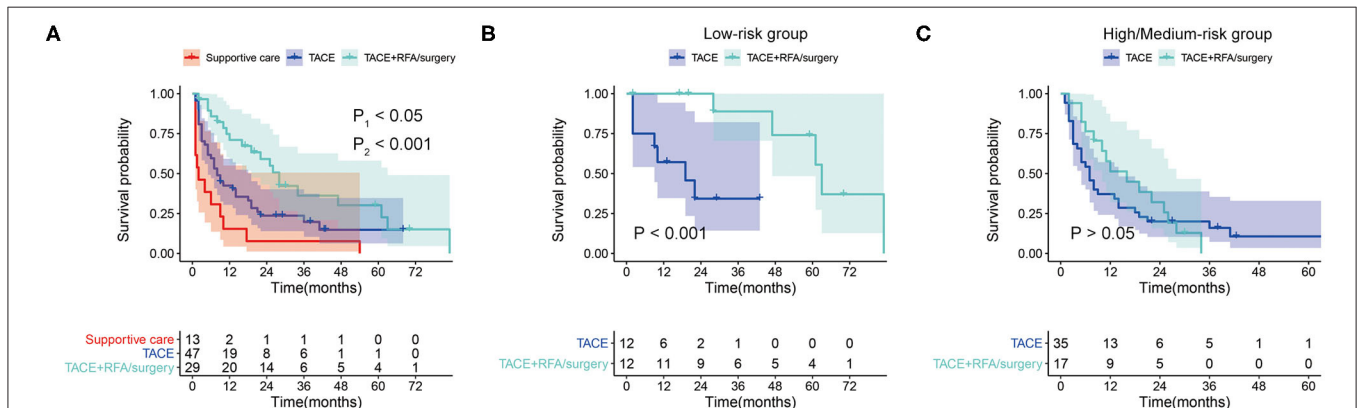 A
Supportive care TACE TACE+RFA/surgery
1.00
0.75
0.50
0.25
0.00
Survival probability
P1 < 0.05
P2 < 0.001
0 12 24 36 48 60 72
Time(months)
Supportive care 13 2 1 1 1 0 0
TACE 47 19 8 6 1 1 0
TACE+RFA/surgery 29 20 14 6 5 4 1
0 12 24 36 48 60 72
Time(months)
B
Low-risk group
TACE TACE+RFA/surgery
1.00
0.75
0.50
0.25
0.00
Survival probability
P < 0.001
0 12 24 36 48 60 72
Time(months)
TACE 12 6 2 1 0 0 0
TACE+RFA/surgery 12 11 9 6 5 4 1
0 12 24 36 48 60 72
Time(months)
C
High/Medium-risk group
TACE TACE+RFA/surgery
1.00
0.75
0.50
0.25
0.00
Survival probability
P > 0.05
0 12 24 36 48 60
Time(months)
TACE 35 13 6 5 1 1
TACE+RFA/surgery 17 9 5 0 0 0
0 12 24 36 48 60
Time(months)